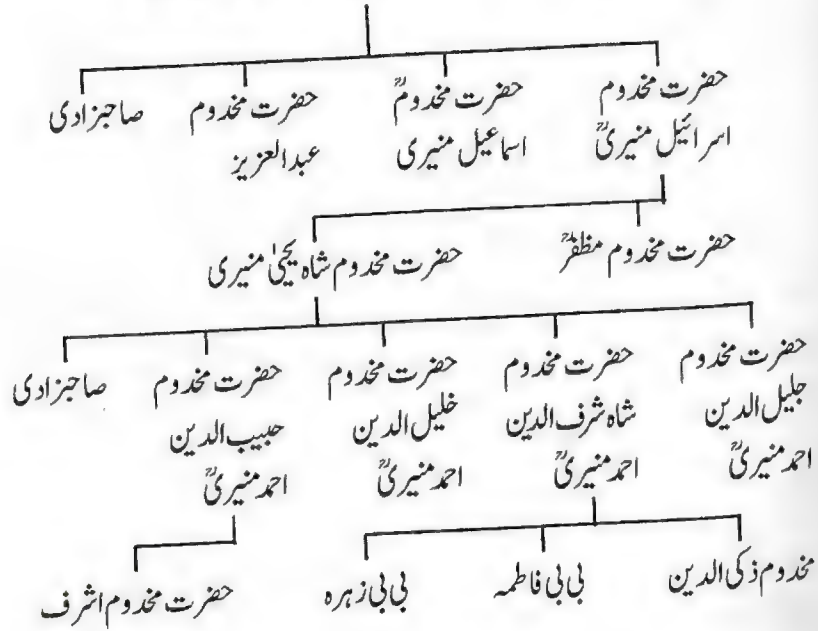 حضرت مخدوم حضرت مخدومؒ حضرت مخدوم صاحبزادی
اسرائیل منیریؒ اسماعیل منیری عبدالعزیز
حضرت مخدوم مظفرؒ حضرت مخدوم شاہ یحییٰ منیری
حضرت مخدوم حضرت مخدوم حضرت مخدوم حضرت مخدوم صاحبزادی
جلیل الدین شاہ شرف الدین خلیل الدین حبیب الدین
احمد منیریؒ احمد منیریؒ احمد منیریؒ احمد منیریؒ
مخدوم ذکی الدین بی بی فاطمہ بی بی زہرہ حضرت مخدوم اشرف